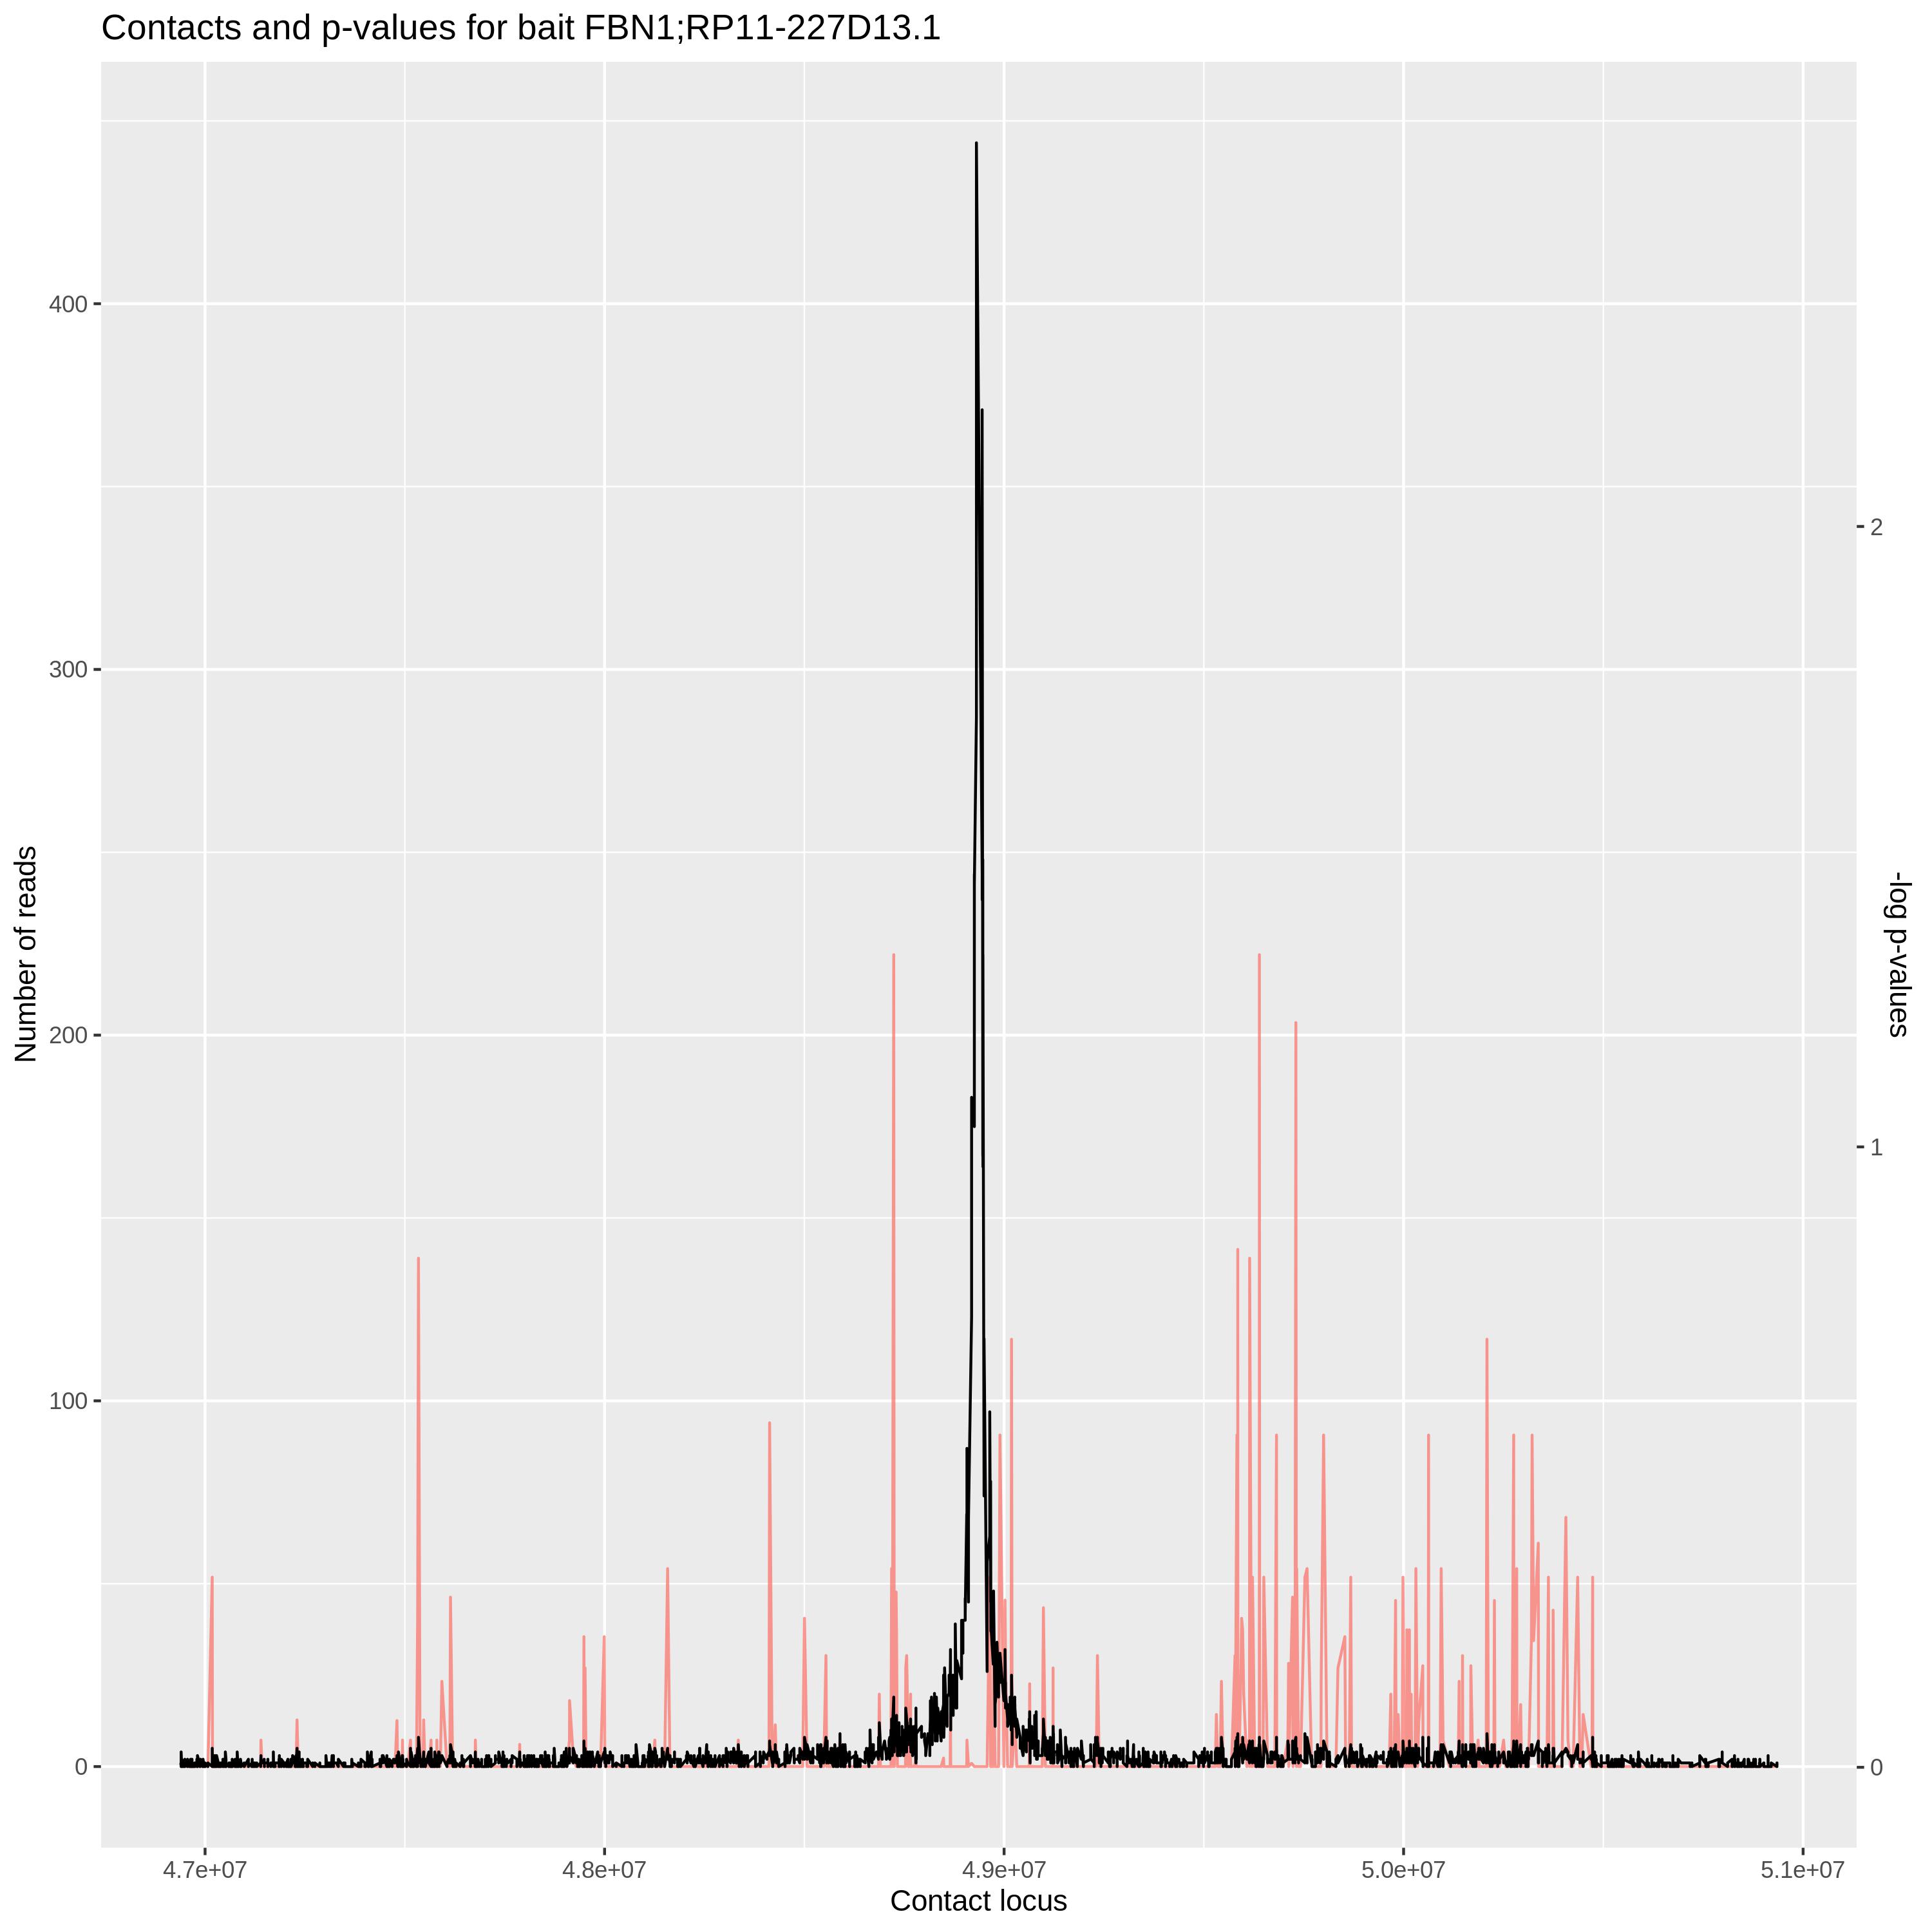 Contacts and p-values for bait FBN1;RP11-227D13.1
Number of reads
400
300
200
100
0
2
1
0
-log p-values
4.7e+07
4.8e+07
4.9e+07
5.0e+07
5.1e+07
Contact locus